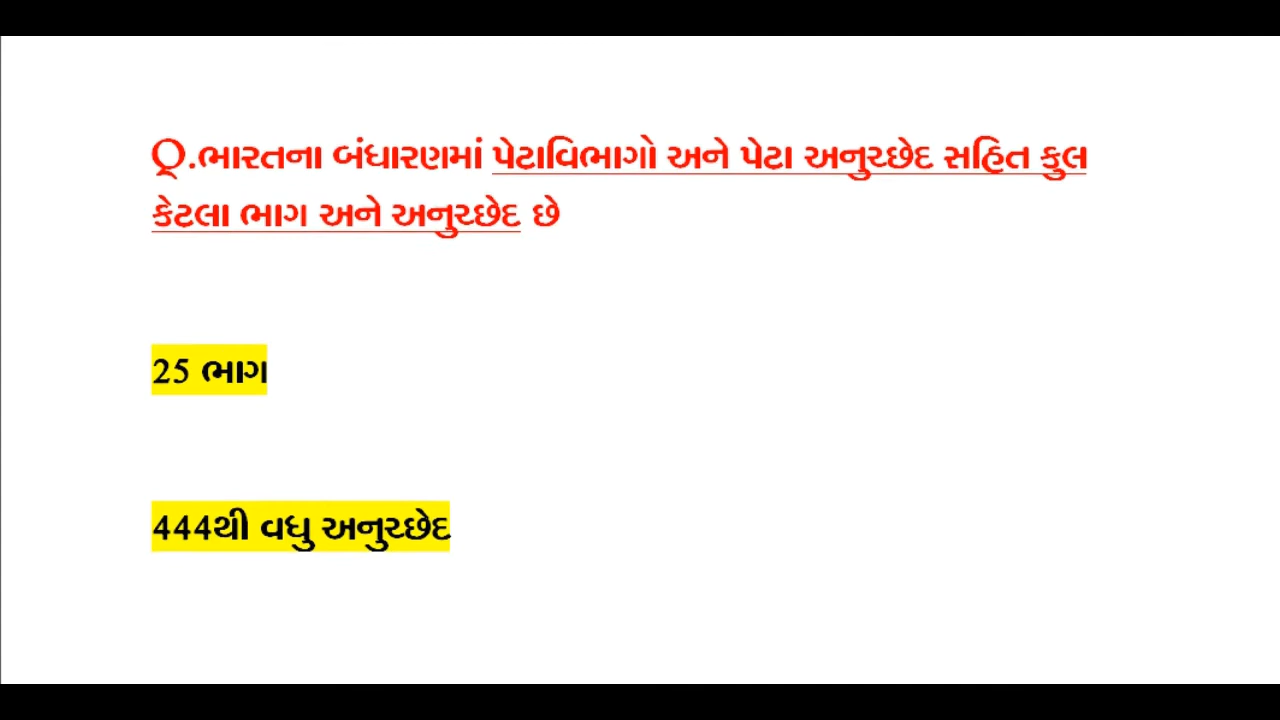 Q.ભારતના બંધારણમાં પેટાવિભાગો અને પેટા અનુચ્છેદ સહિત કુલ
કેટલા ભાગ અને અનુચ્છેદ છે
25 ભાગ
444થી વધુ અનુચ્છેદ